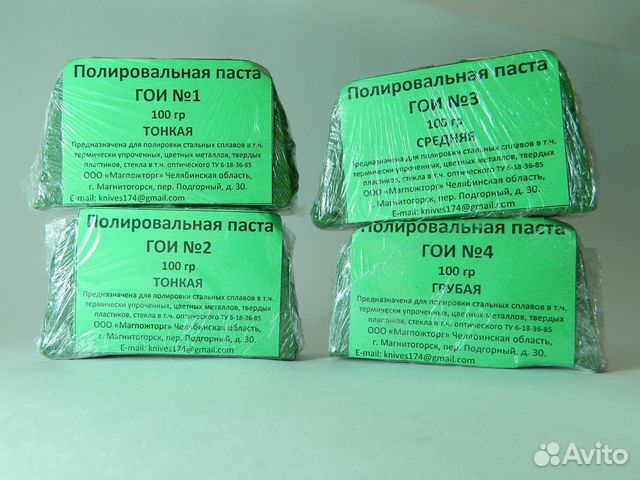 Полировальная паста
ГОИ №1
100 гр
ТОНКАЯ
Предназначена для полировки стальных сплавов в т.ч.
термически упроченных, цветных металлов, твердых
пластиков, стекла в т.ч. оптического ТУ 6-18-36-85
ООО «Магпожторг» Челябинская область,
г. Магнитогорск, пер. Подгорный, д. 30.
E-mail: knives174@gmail.com
Полировальная паста
ГОИ №3
100 гр
СРЕДНЯЯ
Предназначена для полировки стальных сплавов в т.ч.
термически упроченных, цветных металлов, твердых
пластиков, стекла в т.ч. оптического ТУ 6-18-36-85
ООО «Магпожторг» Челябинская область,
г. Магнитогорск, пер. Подгорный, д. 30.
E-mail: knives174@gmail.com
Полировальная паста
ГОИ №2
100 гр
ТОНКАЯ
Предназначена для полировки стальных сплавов в т.ч.
термически упроченных, цветных металлов, твердых
пластиков, стекла в т.ч. оптического ТУ 6-18-36-85
ООО «Магпожторг» Челябинская область,
г. Магнитогорск, пер. Подгорный, д. 30.
E-mail: knives174@gmail.com
Полировальная паста
ГОИ №4
100 гр
ГРУБАЯ
Предназначена для полировки стальных сплавов в т.ч.
термически упроченных, цветных металлов, твердых
пластиков, стекла в т.ч. оптического ТУ 6-18-36-85
ООО «Магпожторг» Челябинская область,
г. Магнитогорск, пер. Подгорный, д. 30.
E-mail: knives174@gmail.com
Avito